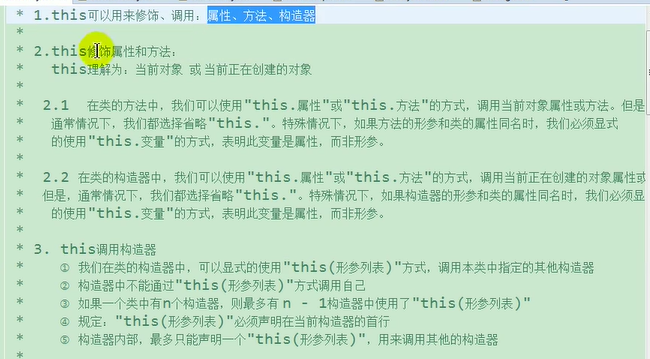 * 1.this可以用来修饰、调用：属性、方法、构造器
*
* 2.this修饰属性和方法：
* this理解为：当前对象 或 当前正在创建的对象
*
* 2.1 在类的方法中，我们可以使用"this.属性"或"this.方法"的方式，调用当前对象属性或方法。但是
* 通常情况下，我们都选择省略"this."。特殊情况下，如果方法的形参和类的属性同名时，我们必须显式
* 的使用"this.变量"的方式，表明此变量是属性，而非形参。
*
* 2.2 在类的构造器中，我们可以使用"this.属性"或"this.方法"的方式，调用当前正在创建的对象属性或
* 但是，通常情况下，我们都选择省略"this."。特殊情况下，如果构造器的形参和类的属性同名时，我们必须显
* 的使用"this.变量"的方式，表明此变量是属性，而非形参。
*
* 3. this调用构造器
* ① 我们在类的构造器中，可以显式的使用"this(形参列表)"方式，调用本类中指定的其他构造器
* ② 构造器中不能通过"this(形参列表)"方式调用自己
* ③ 如果一个类中有n个构造器，则最多有 n - 1构造器中使用了"this(形参列表)"
* ④ 规定："this(形参列表)"必须声明在当前构造器的首行
* ⑤ 构造器内部，最多只能声明一个"this(形参列表)"，用来调用其他的构造器
*